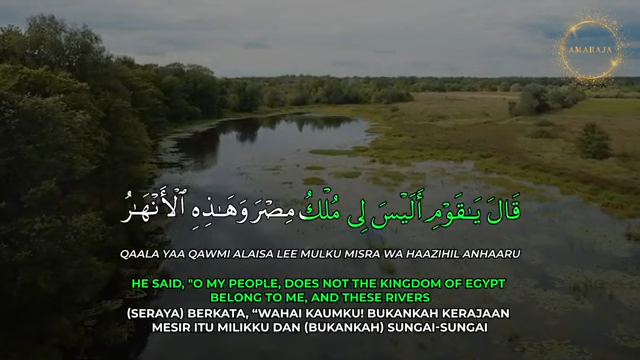 AMARAJA
قَالَ يَـٰقَوْمِ أَلَيْسَ لِى مُلْكُ مِصْرَ وَهَـٰذِهِ ٱلْأَنْهَـٰرُ
QAALA YAA QAWMI ALAISA LEE MULKU MISRA WA HAAZIHIL ANHAARU
HE SAID, "O MY PEOPLE, DOES NOT THE KINGDOM OF EGYPT
BELONG TO ME, AND THESE RIVERS
(SERAYA) BERKATA, “WAHAI KAUMKU! BUKANKAH KERAJAAN
MESIR ITU MILIKKU DAN (BUKANKAH) SUNGAI-SUNGAI